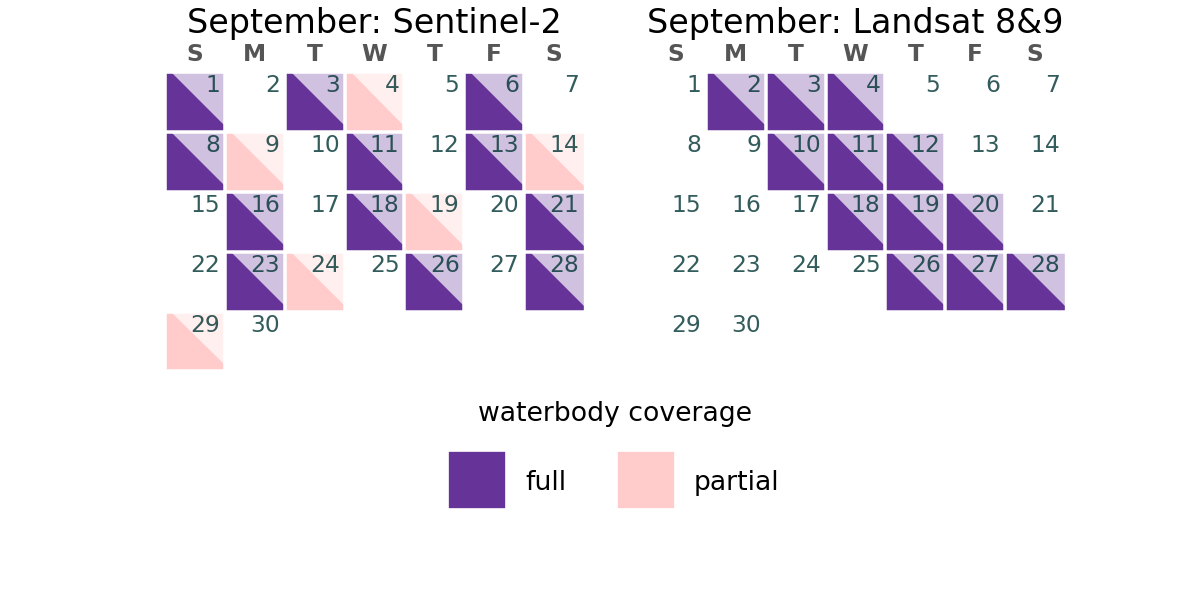 September: Sentinel-2
S M T W T F S
1 2 3 4 5 6 7
8 9 10 11 12 13 14
15 16 17 18 19 20 21
22 23 24 25 26 27 28
29 30
September: Landsat 8&9
S M T W T F S
1 2 3 4 5 6 7
8 9 10 11 12 13 14
15 16 17 18 19 20 21
22 23 24 25 26 27 28
29 30
waterbody coverage
full partial